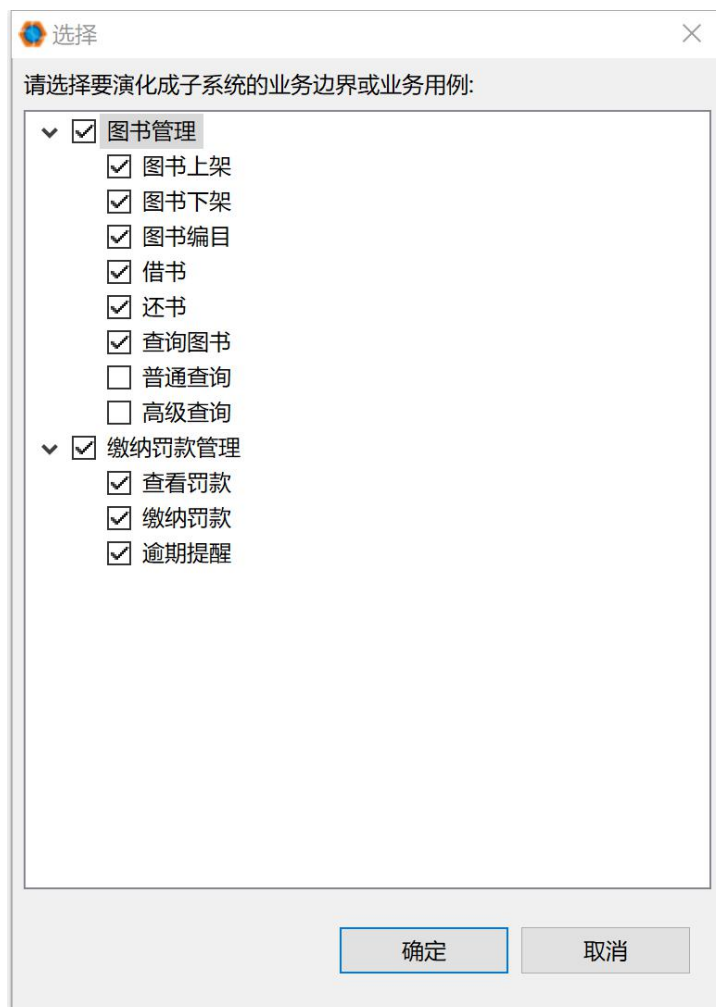 选择
请选择要演化成子系统的业务边界或业务用例:
图书管理
图书上架
图书下架
图书编目
借书
还书
查询图书
普通查询
高级查询
缴纳罚款管理
查看罚款
缴纳罚款
逾期提醒
确定 取消